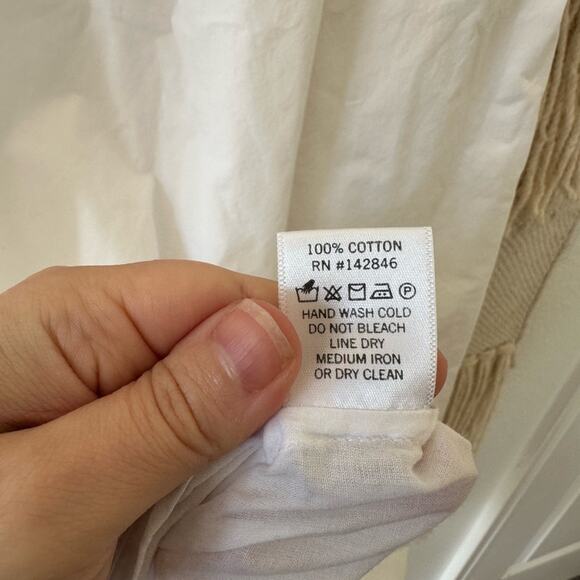 100% COTTON
RN #142846
P
HAND WASH COLD
DO NOT BLEACH
LINE DRY
MEDIUM IRON
OR DRY CLEAN